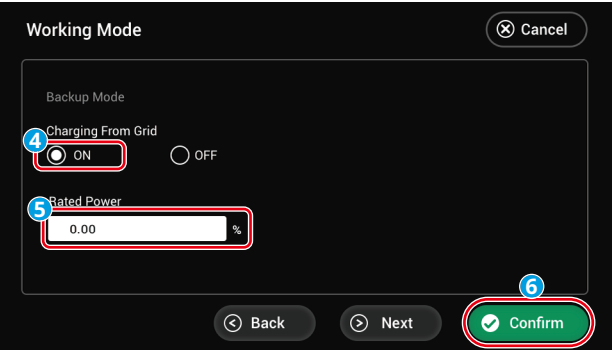 Working Mode
Cancel
Backup Mode
Charging From Grid
4
ON
OFF
Rated Power
5
0.00 %
6
Back
Next
Confirm